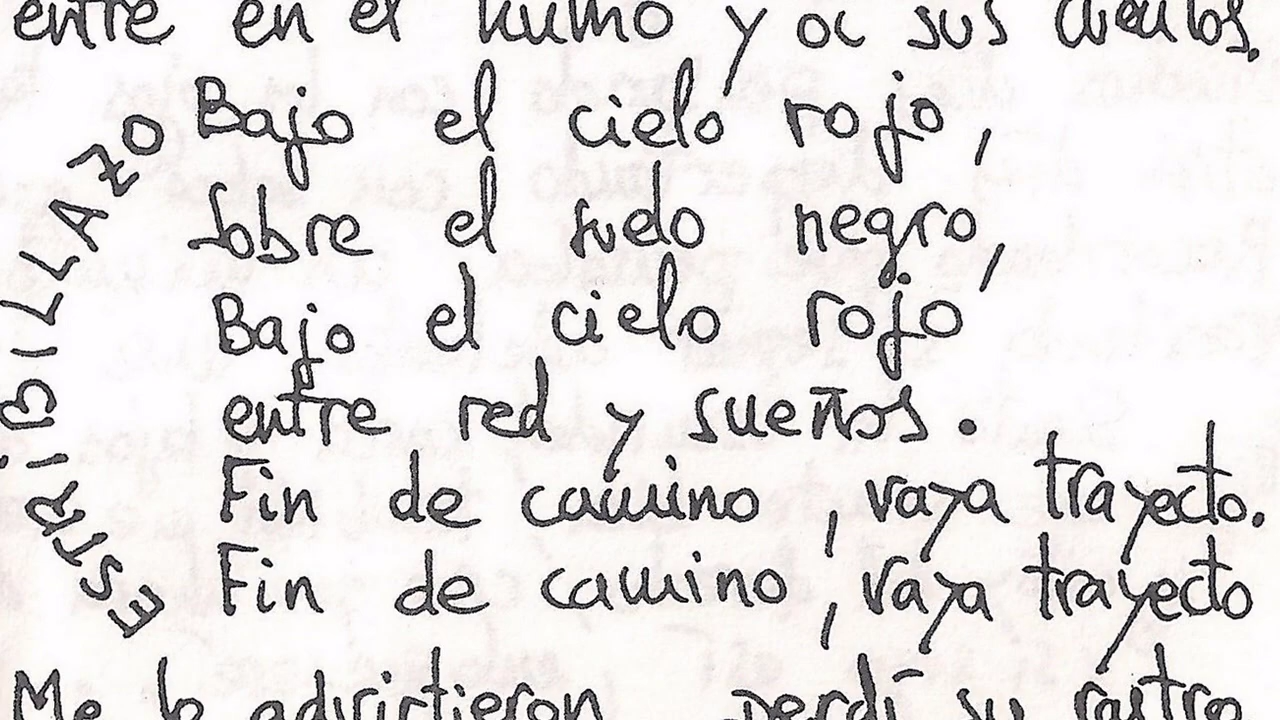 entre en el humo y oí sus cuentos.
Bajo el cielo rojo,
Sobre el suelo negro,
Bajo el cielo rojo
entre red y sueños.
Fin de camino, vaya trayecto.
Fin de camino, vaya trayecto
Me lo advirtieron perdí su rastro
ESTRIBILLAZO